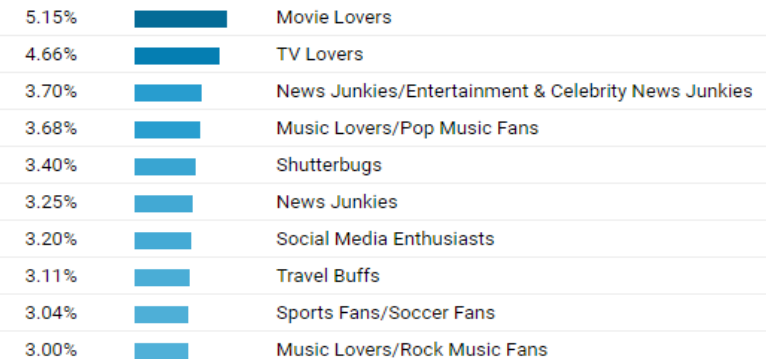 5.15% Movie Lovers
4.66% TV Lovers
3.70% News Junkies/Entertainment & Celebrity News Junkies
3.68% Music Lovers/Pop Music Fans
3.40% Shutterbugs
3.25% News Junkies
3.20% Social Media Enthusiasts
3.11% Travel Buffs
3.04% Sports Fans/Soccer Fans
3.00% Music Lovers/Rock Music Fans